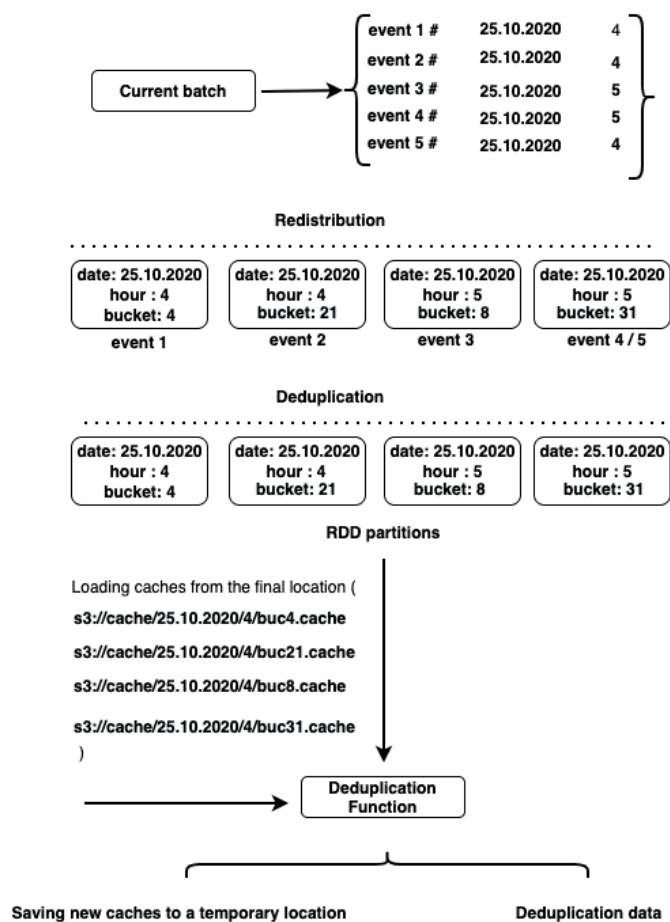 Current batch
event 1 # 25.10.2020 4
event 2 # 25.10.2020 4
event 3 # 25.10.2020 5
event 4 # 25.10.2020 5
event 5 # 25.10.2020 4
Redistribution
date: 25.10.2020
hour : 4
bucket: 4
event 1
date: 25.10.2020
hour : 4
bucket: 21
event 2
date: 25.10.2020
hour : 5
bucket: 8
event 3
date: 25.10.2020
hour : 5
bucket: 31
event 4 / 5
Deduplication
date: 25.10.2020
hour : 4
bucket: 4
date: 25.10.2020
hour : 4
bucket: 21
date: 25.10.2020
hour : 5
bucket: 8
date: 25.10.2020
hour : 5
bucket: 31
RDD partitions
Loading caches from the final location (
s3://cache/25.10.2020/4/buc4.cache
s3://cache/25.10.2020/4/buc21.cache
s3://cache/25.10.2020/4/buc8.cache
s3://cache/25.10.2020/4/buc31.cache
)
Deduplication
Function
Saving new caches to a temporary location
Deduplication data